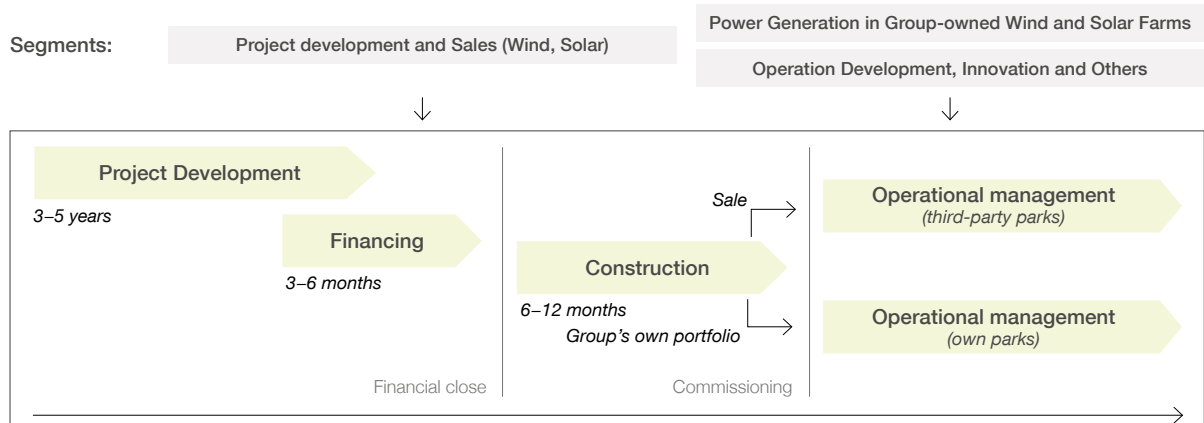 Segments:
Project development and Sales (Wind, Solar)
Power Generation in Group-owned Wind and Solar Farms
Operation Development, Innovation and Others
Project Development
3–5 years
Financing
3–6 months
Construction
6–12 months
Sale
Group’s own portfolio
Operational management
(third-party parks)
Operational management
(own parks)
Financial close
Commissioning